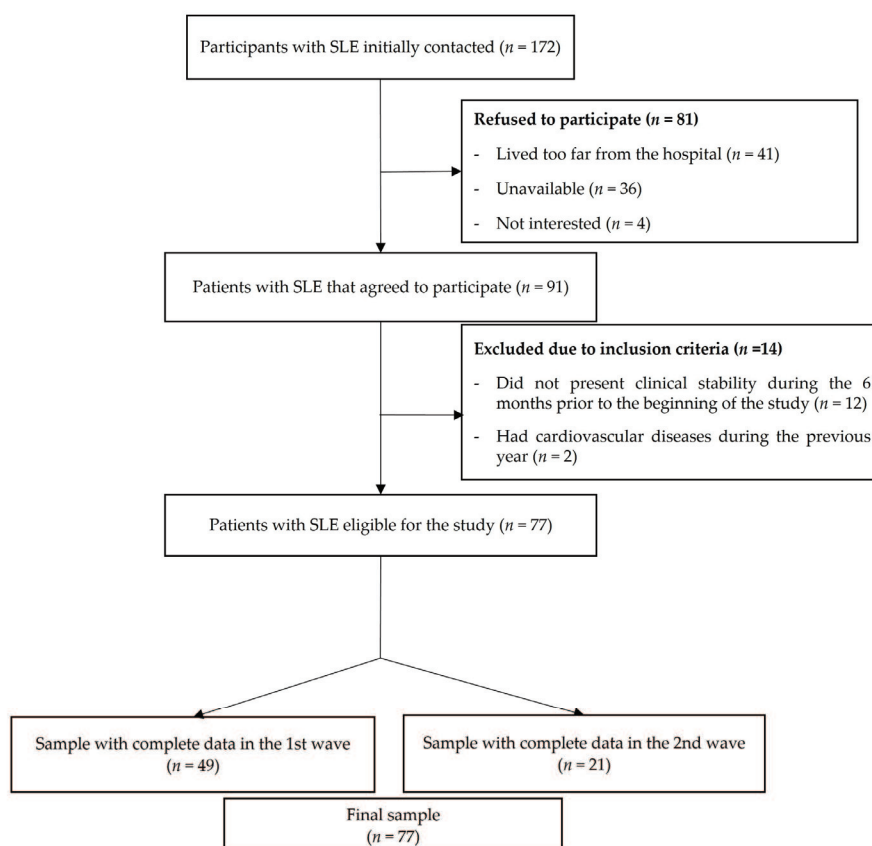 Participants with SLE initially contacted (n = 172)
Refused to participate (n = 81)
- Lived too far from the hospital (n = 41)
- Unavailable (n = 36)
- Not interested (n = 4)
Patients with SLE that agreed to participate (n = 91)
Excluded due to inclusion criteria (n =14)
- Did not present clinical stability during the 6
months prior to the beginning of the study (n = 12)
- Had cardiovascular diseases during the previous
year (n = 2)
Patients with SLE eligible for the study (n = 77)
Sample with complete data in the 1st wave
(n = 49)
Sample with complete data in the 2nd wave
(n = 21)
Final sample
(n = 77)